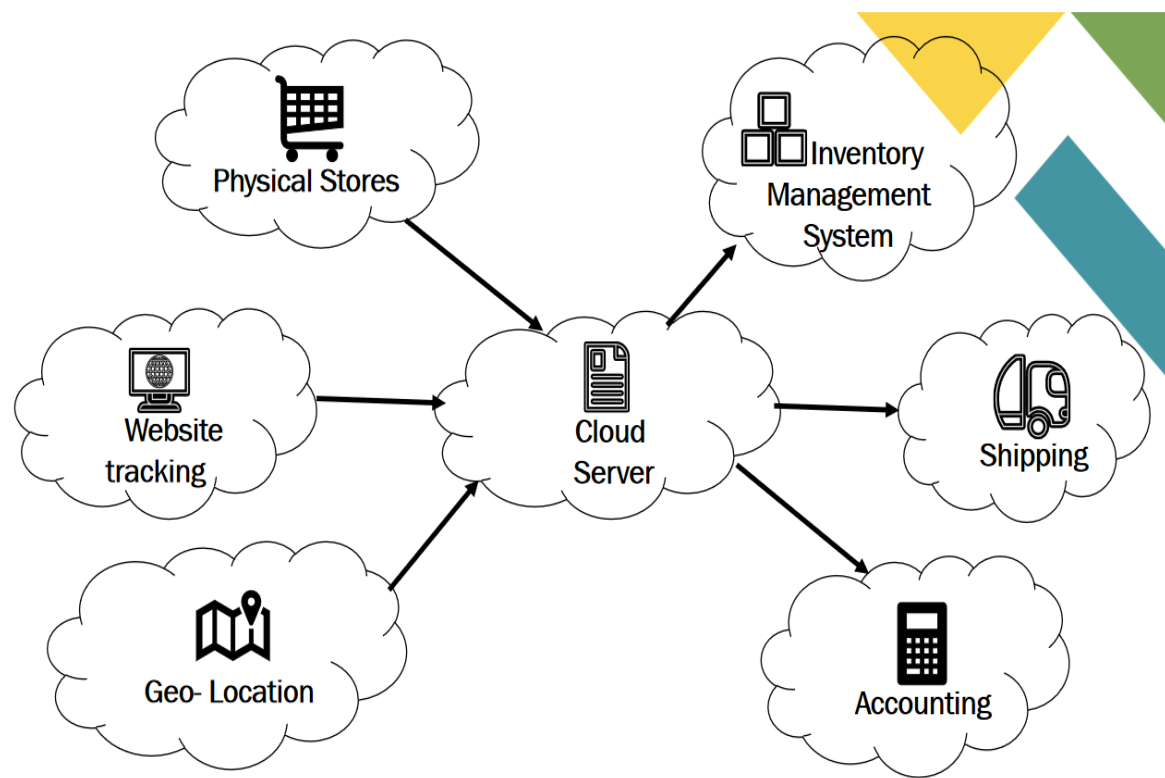 Physical Stores
Inventory
Management
System
Website
tracking
Cloud
Server
Shipping
Geo- Location
Accounting